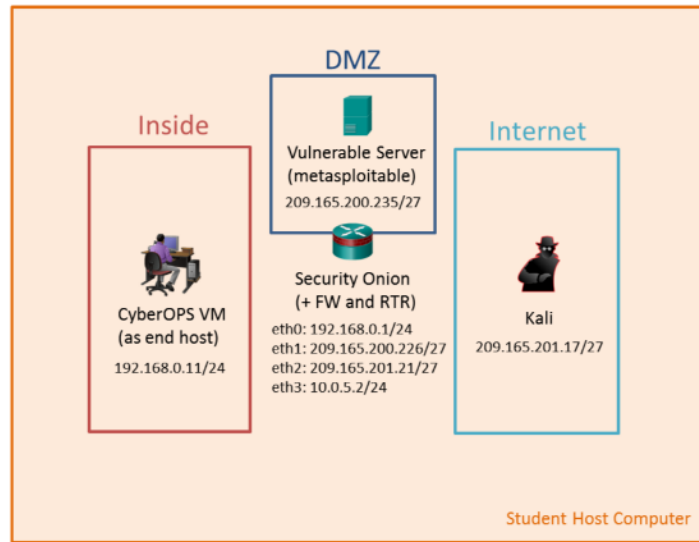 DMZ
Inside
Internet
Vulnerable Server
(metasploitable)
209.165.200.235/27
CyberOPS VM
(as end host)
192.168.0.11/24
Security Onion
(+ FW and RTR)
eth0: 192.168.0.1/24
eth1: 209.165.200.226/27
eth2: 209.165.201.21/27
eth3: 10.0.5.2/24
Kali
209.165.201.17/27
Student Host Computer